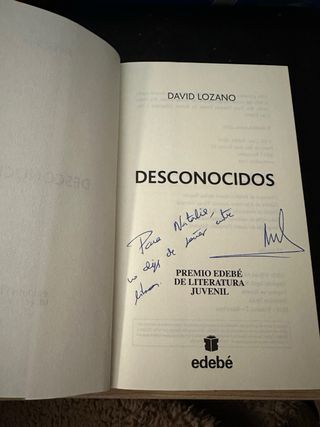 DAVID LOZANO
DESCONOCIDOS
Para Natalia,
no dejes de soñar entre
libros.
PREMIO EDEBÉ
DE LITERATURA
JUVENIL
edebé